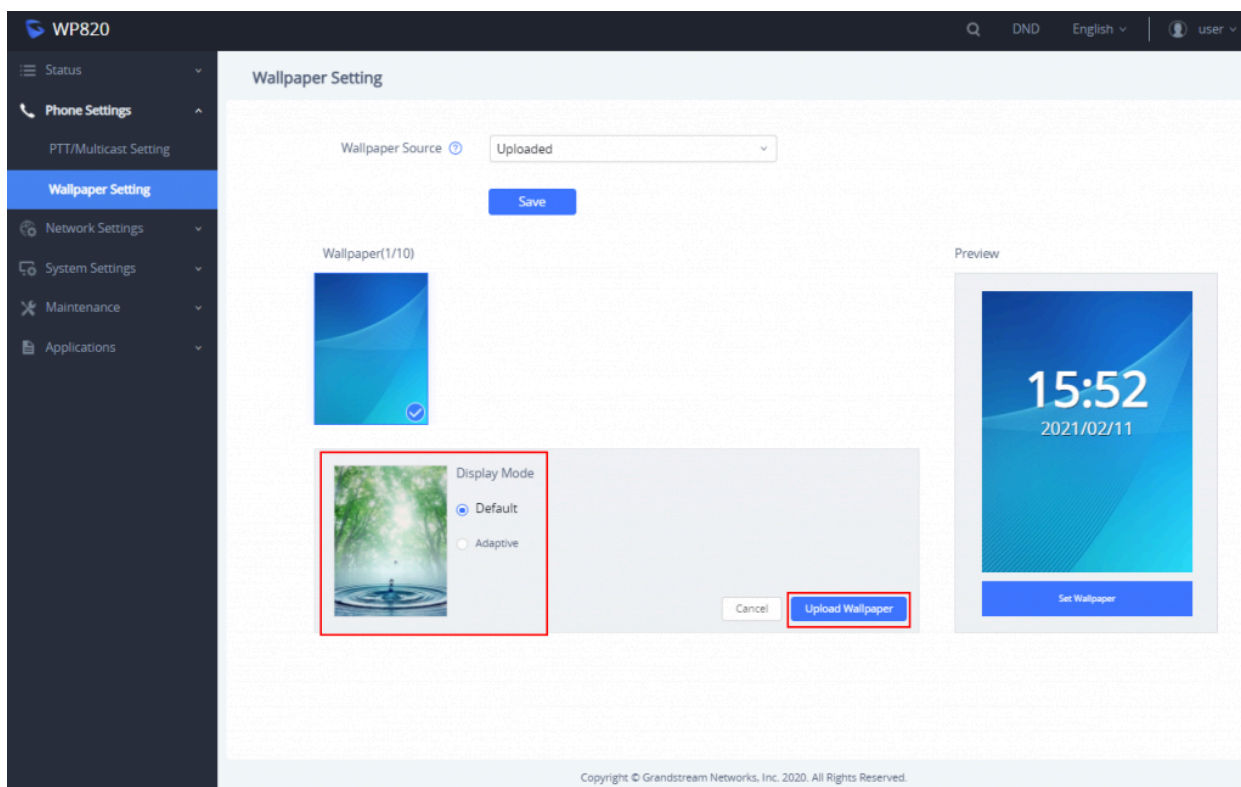 WP820
DND
English
user
Status
Phone Settings
PTT/Multicast Setting
Wallpaper Setting
Network Settings
System Settings
Maintenance
Applications
Wallpaper Setting
Wallpaper Source ?
Uploaded
Save
Wallpaper(1/10)
Display Mode
Default
Adaptive
Cancel
Upload Wallpaper
Preview
15:52
2021/02/11
Set Wallpaper
Copyright © Grandstream Networks, Inc. 2020. All Rights Reserved.